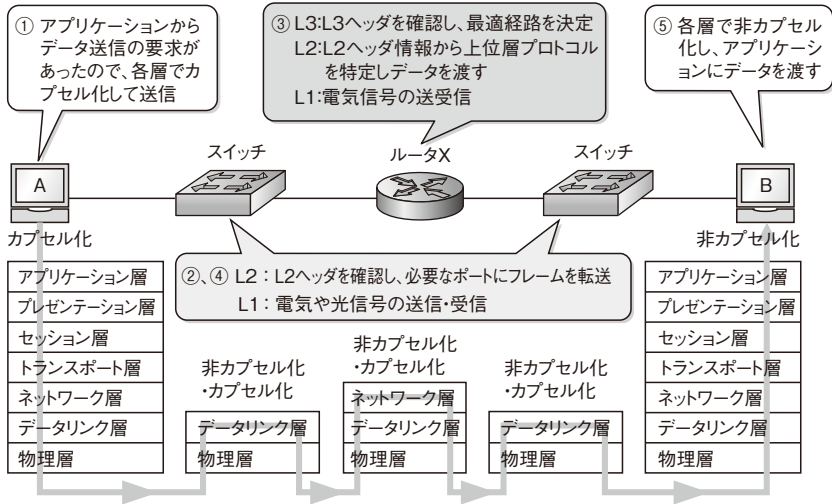 ① アプリケーションから
データ送信の要求が
あったので、各層でカ
プセル化して送信
③ L3:L3ヘッダを確認し、最適経路を決定
L2:L2ヘッダ情報から上位層プロトコル
を特定しデータを渡す
L1:電気信号の送受信
⑤ 各層で非カプセル
化し、アプリケーシ
ョンにデータを渡す
スイッチ
ルータX
スイッチ
A
B
カプセル化
非カプセル化
②、④ L2：L2ヘッダを確認し、必要なポートにフレームを転送
L1：電気や光信号の送信・受信
アプリケーション層
プレゼンテーション層
セッション層
トランスポート層
ネットワーク層
データリンク層
物理層
非カプセル化
・カプセル化
データリンク層
物理層
非カプセル化
・カプセル化
ネットワーク層
データリンク層
物理層
非カプセル化
・カプセル化
データリンク層
物理層
アプリケーション層
プレゼンテーション層
セッション層
トランスポート層
ネットワーク層
データリンク層
物理層